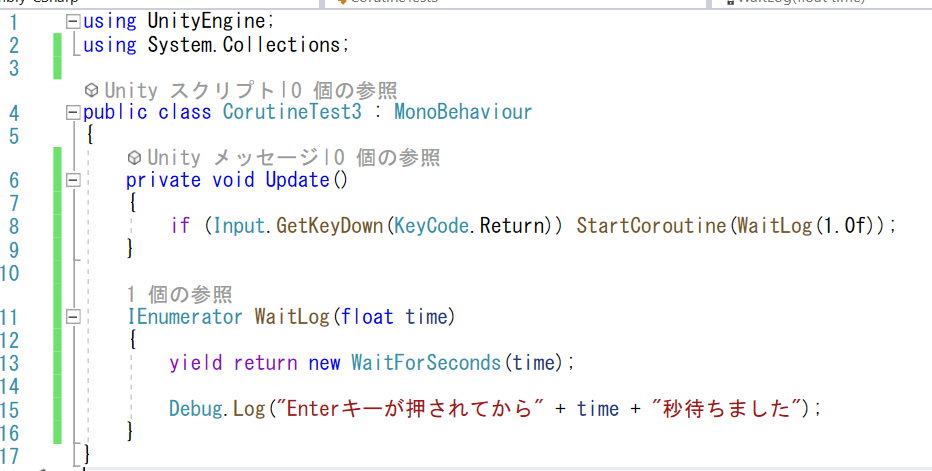 CorutineTest3
WaitLog(float time)
1 using UnityEngine;
2 using System.Collections;
3
Unity スクリプト|0 個の参照
4 public class CorutineTest3 : MonoBehaviour
5 {
Unity メッセージ|0 個の参照
6 private void Update()
7 {
8 if (Input.GetKeyDown(KeyCode.Return)) StartCoroutine(WaitLog(1.0f));
9 }
10
1 個の参照
11 IEnumerator WaitLog(float time)
12 {
13 yield return new WaitForSeconds(time);
14
15 Debug.Log("Enterキーが押されてから" + time + "秒待ちました");
16 }
17 }